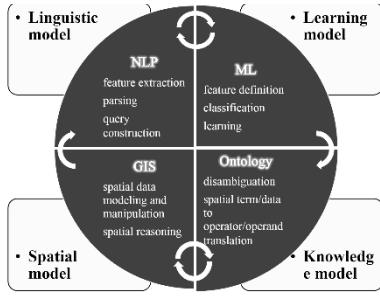 • Linguistic
model
• Learning
model
NLP
feature extraction
parsing
query
construction
ML
feature definition
classification
learning
GIS
spatial data
modeling and
manipulation
spatial reasoning
Ontology
disambiguation
spatial term/data
to
operator/operand
translation
• Spatial
model
• Knowledg
e model